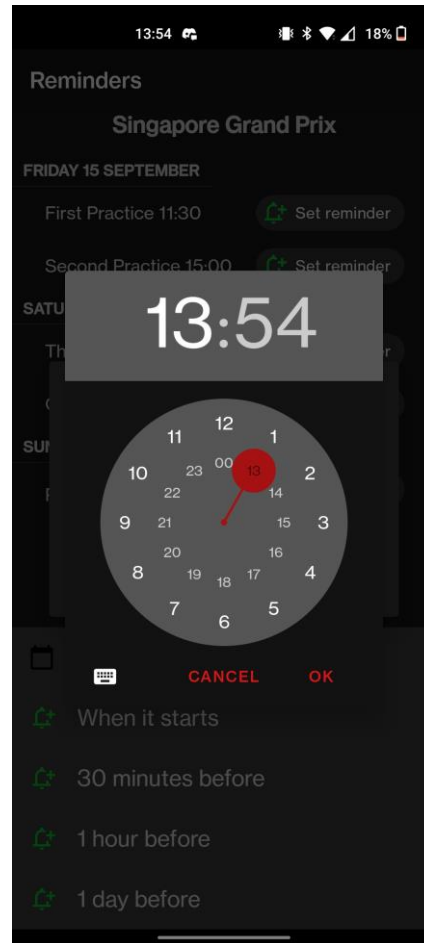 13:54 18%
Reminders
Singapore Grand Prix
FRIDAY 15 SEPTEMBER
First Practice 11:30 Set reminder
Second Practice 15:00 Set reminder
SATU
Th r
SUN
13:54
12
11 1
10 23 00 13 2
22 14
9 21 15 3
20 16
8 19 18 17 4
7 5
6
CANCEL OK
When it starts
30 minutes before
1 hour before
1 day before